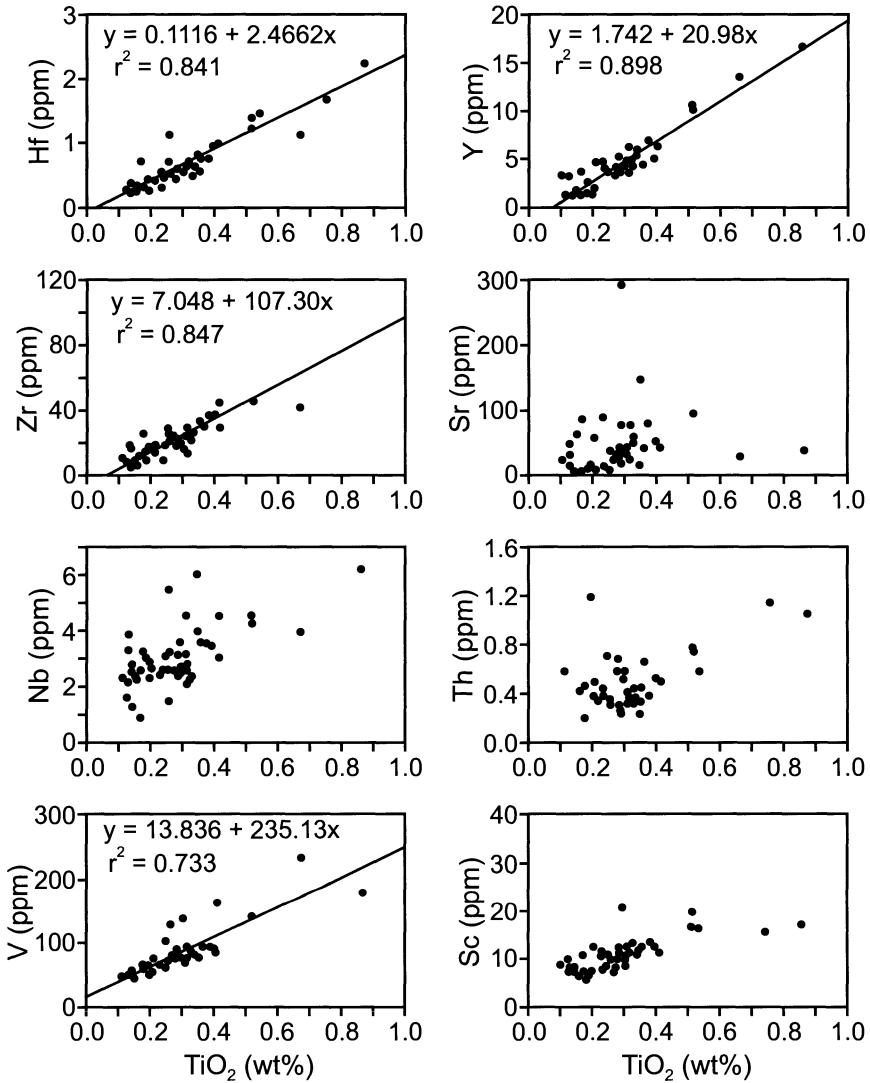 Hf (ppm)
3
2
1
0
y = 0.1116 + 2.4662x
r² = 0.841
0.0 0.2 0.4 0.6 0.8 1.0
Y (ppm)
20
15
10
5
0
y = 1.742 + 20.98x
r² = 0.898
0.0 0.2 0.4 0.6 0.8 1.0
Zr (ppm)
120
80
40
0
y = 7.048 + 107.30x
r² = 0.847
0.0 0.2 0.4 0.6 0.8 1.0
Sr (ppm)
300
200
100
0
0.0 0.2 0.4 0.6 0.8 1.0
Nb (ppm)
6
4
2
0
0.0 0.2 0.4 0.6 0.8 1.0
Th (ppm)
1.6
1.2
0.8
0.4
0.0
0.0 0.2 0.4 0.6 0.8 1.0
V (ppm)
300
200
100
0
y = 13.836 + 235.13x
r² = 0.733
0.0 0.2 0.4 0.6 0.8 1.0
TiO₂ (wt%)
Sc (ppm)
40
30
20
10
0
0.0 0.2 0.4 0.6 0.8 1.0
TiO₂ (wt%)